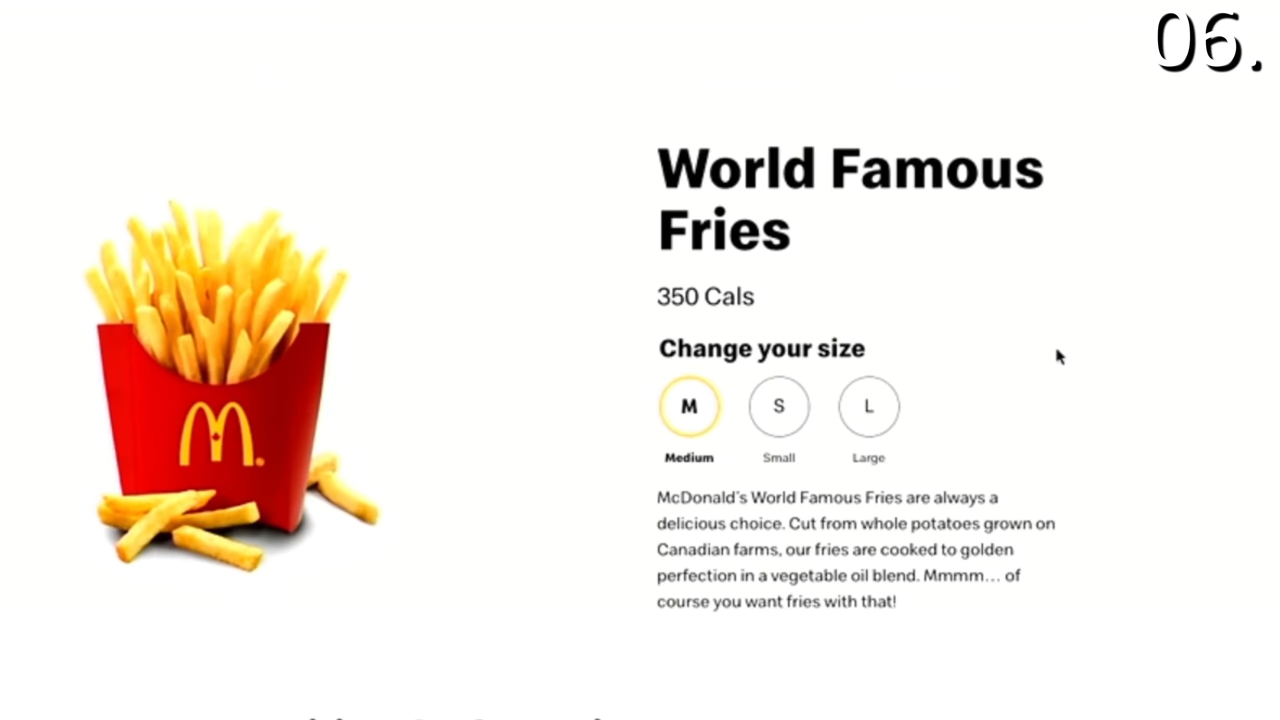 06.
World Famous
Fries
350 Cals
Change your size
M S L
Medium Small Large
McDonald's World Famous Fries are always a
delicious choice. Cut from whole potatoes grown on
Canadian farms, our fries are cooked to golden
perfection in a vegetable oil blend. Mmmm... of
course you want fries with that!